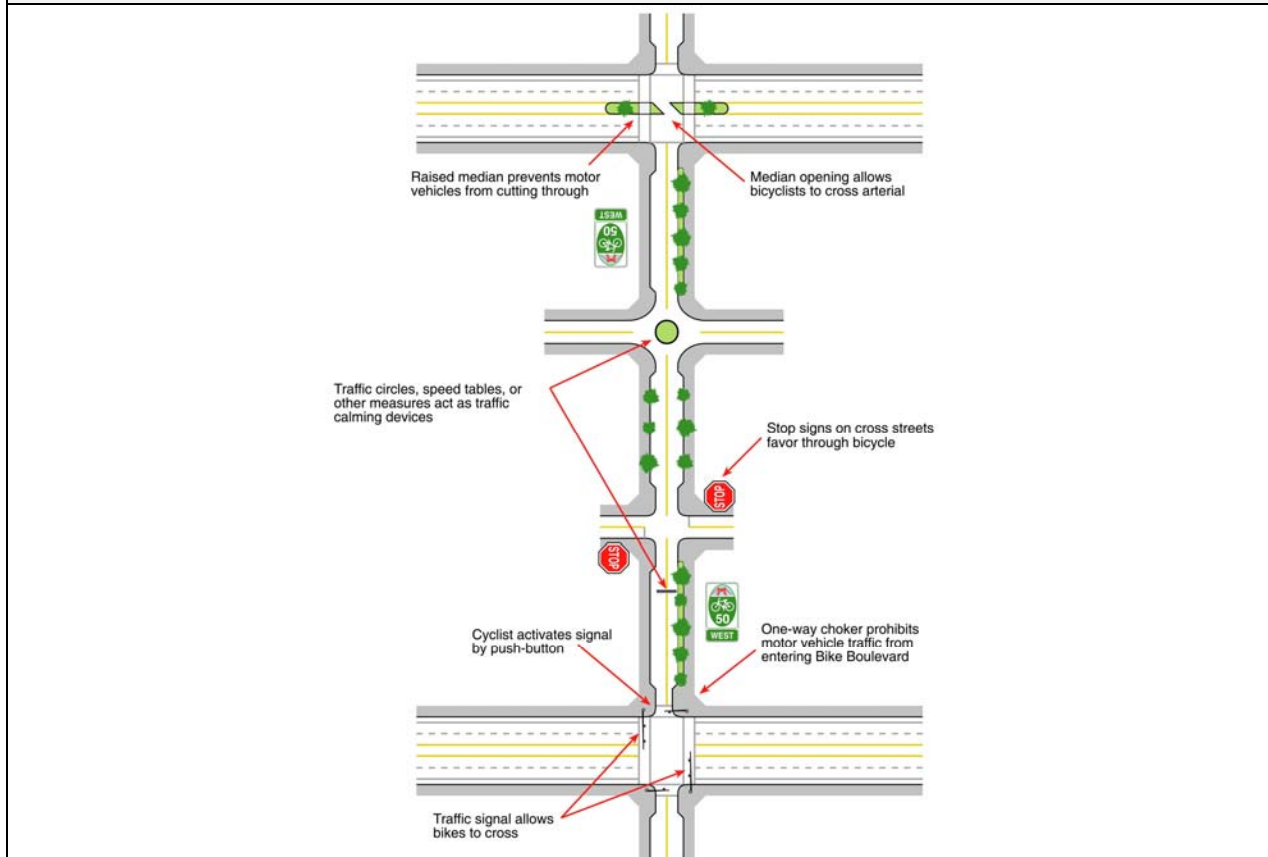 Raised median prevents motor
vehicles from cutting through
Median opening allows
bicyclists to cross arterial
WEST
50
Traffic circles, speed tables, or
other measures act as traffic
calming devices
Stop signs on cross streets
favor through bicycle
STOP
STOP
50
WEST
Cyclist activates signal
by push-button
One-way choker prohibits
motor vehicle traffic from
entering Bike Boulevard
Traffic signal allows
bikes to cross